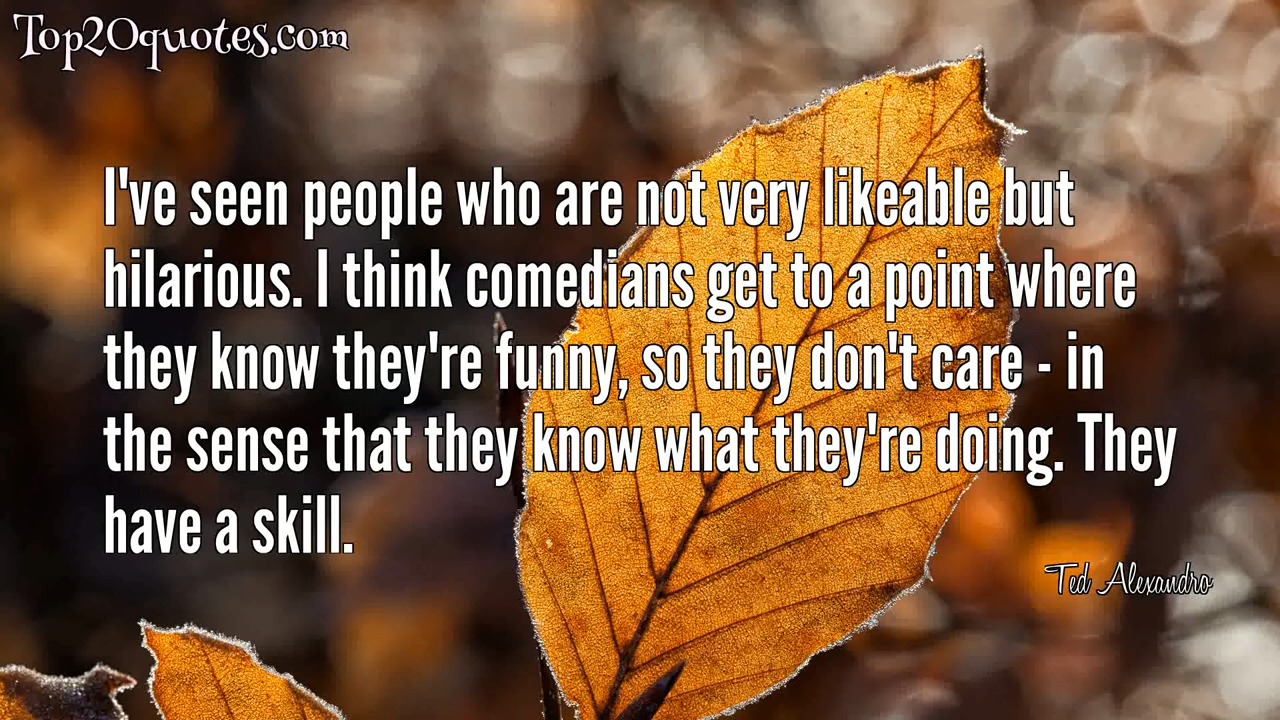 Top20quotes.com
I've seen people who are not very likeable but
hilarious. I think comedians get to a point where
they know they're funny, so they don't care - in
the sense that they know what they're doing. They
have a skill.
Ted Alexandro